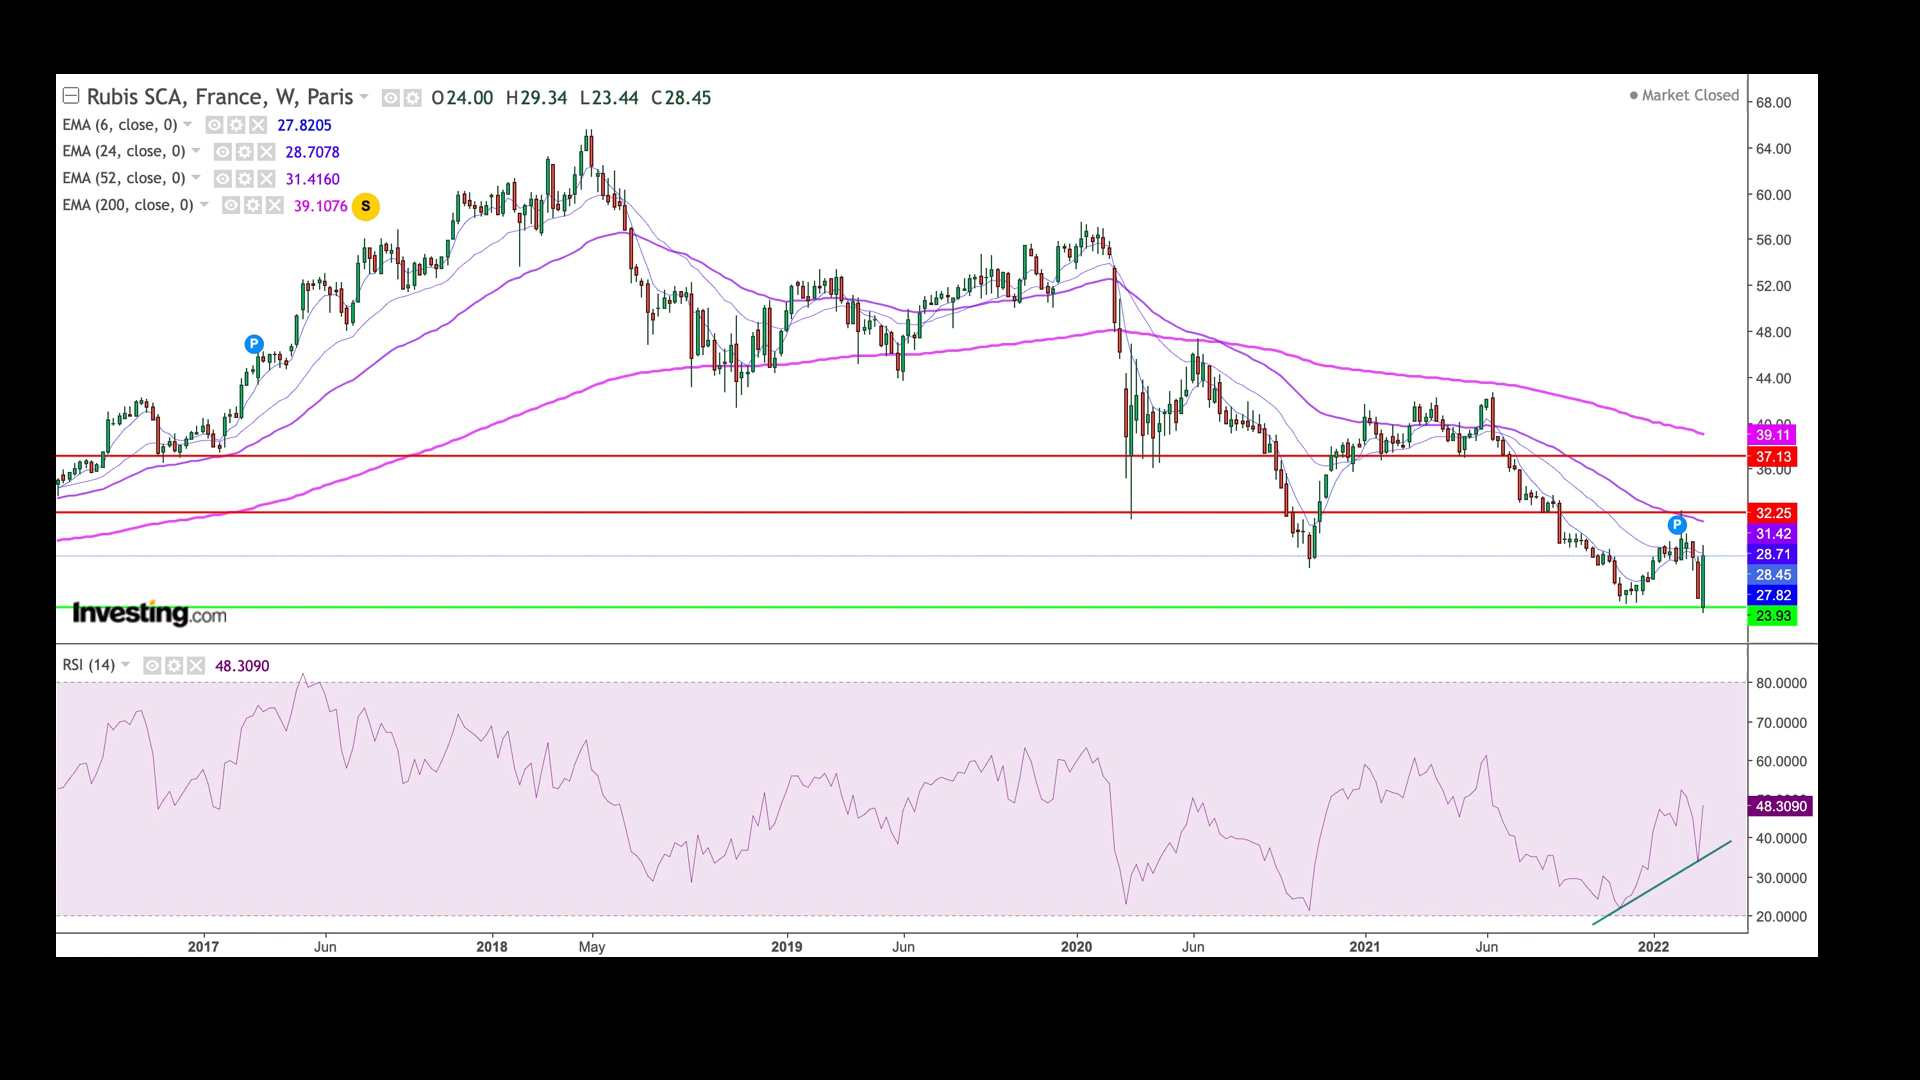 Rubis SCA, France, W, Paris O24.00 H29.34 L23.44 C28.45
Market Closed
EMA (6, close, 0) 27.8205
EMA (24, close, 0) 28.7078
EMA (52, close, 0) 31.4160
EMA (200, close, 0) 39.1076 S
P
P
68.00
64.00
60.00
56.00
52.00
48.00
44.00
40.00
39.11
37.13
36.00
32.25
31.42
28.71
28.45
27.82
23.93
Investing.com
RSI (14) 48.3090
80.0000
70.0000
60.0000
48.3090
40.0000
30.0000
20.0000
2017 Jun 2018 May 2019 Jun 2020 Jun 2021 Jun 2022